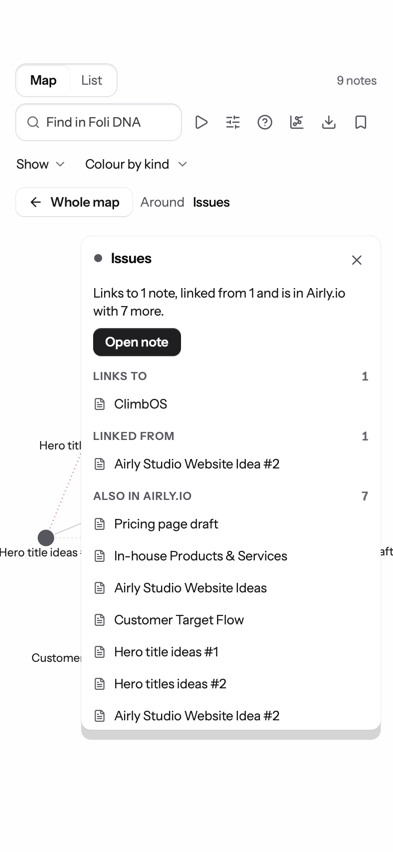 Map List 9 notes
Find in Foli DNA
Show Colour by kind
Whole map Around Issues
Issues
Links to 1 note, linked from 1 and is in Airly.io
with 7 more.
Open note
LINKS TO 1
ClimbOS
LINKED FROM 1
Hero titl
Airly Studio Website Idea #2
ALSO IN AIRLY.IO 7
Pricing page draft
Hero title ideas
aft
In-house Products & Services
Airly Studio Website Ideas
Customer Target Flow
Hero title ideas #1
Customer
Hero titles ideas #2
Airly Studio Website Idea #2